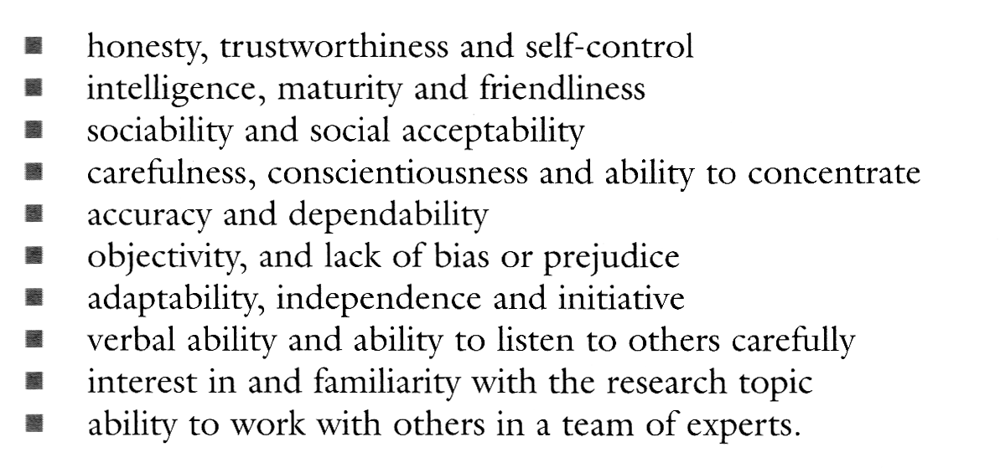 ■ honesty, trustworthiness and self-control
■ intelligence, maturity and friendliness
■ sociability and social acceptability
■ carefulness, conscientiousness and ability to concentrate
■ accuracy and dependability
■ objectivity, and lack of bias or prejudice
■ adaptability, independence and initiative
■ verbal ability and ability to listen to others carefully
■ interest in and familiarity with the research topic
■ ability to work with others in a team of experts.